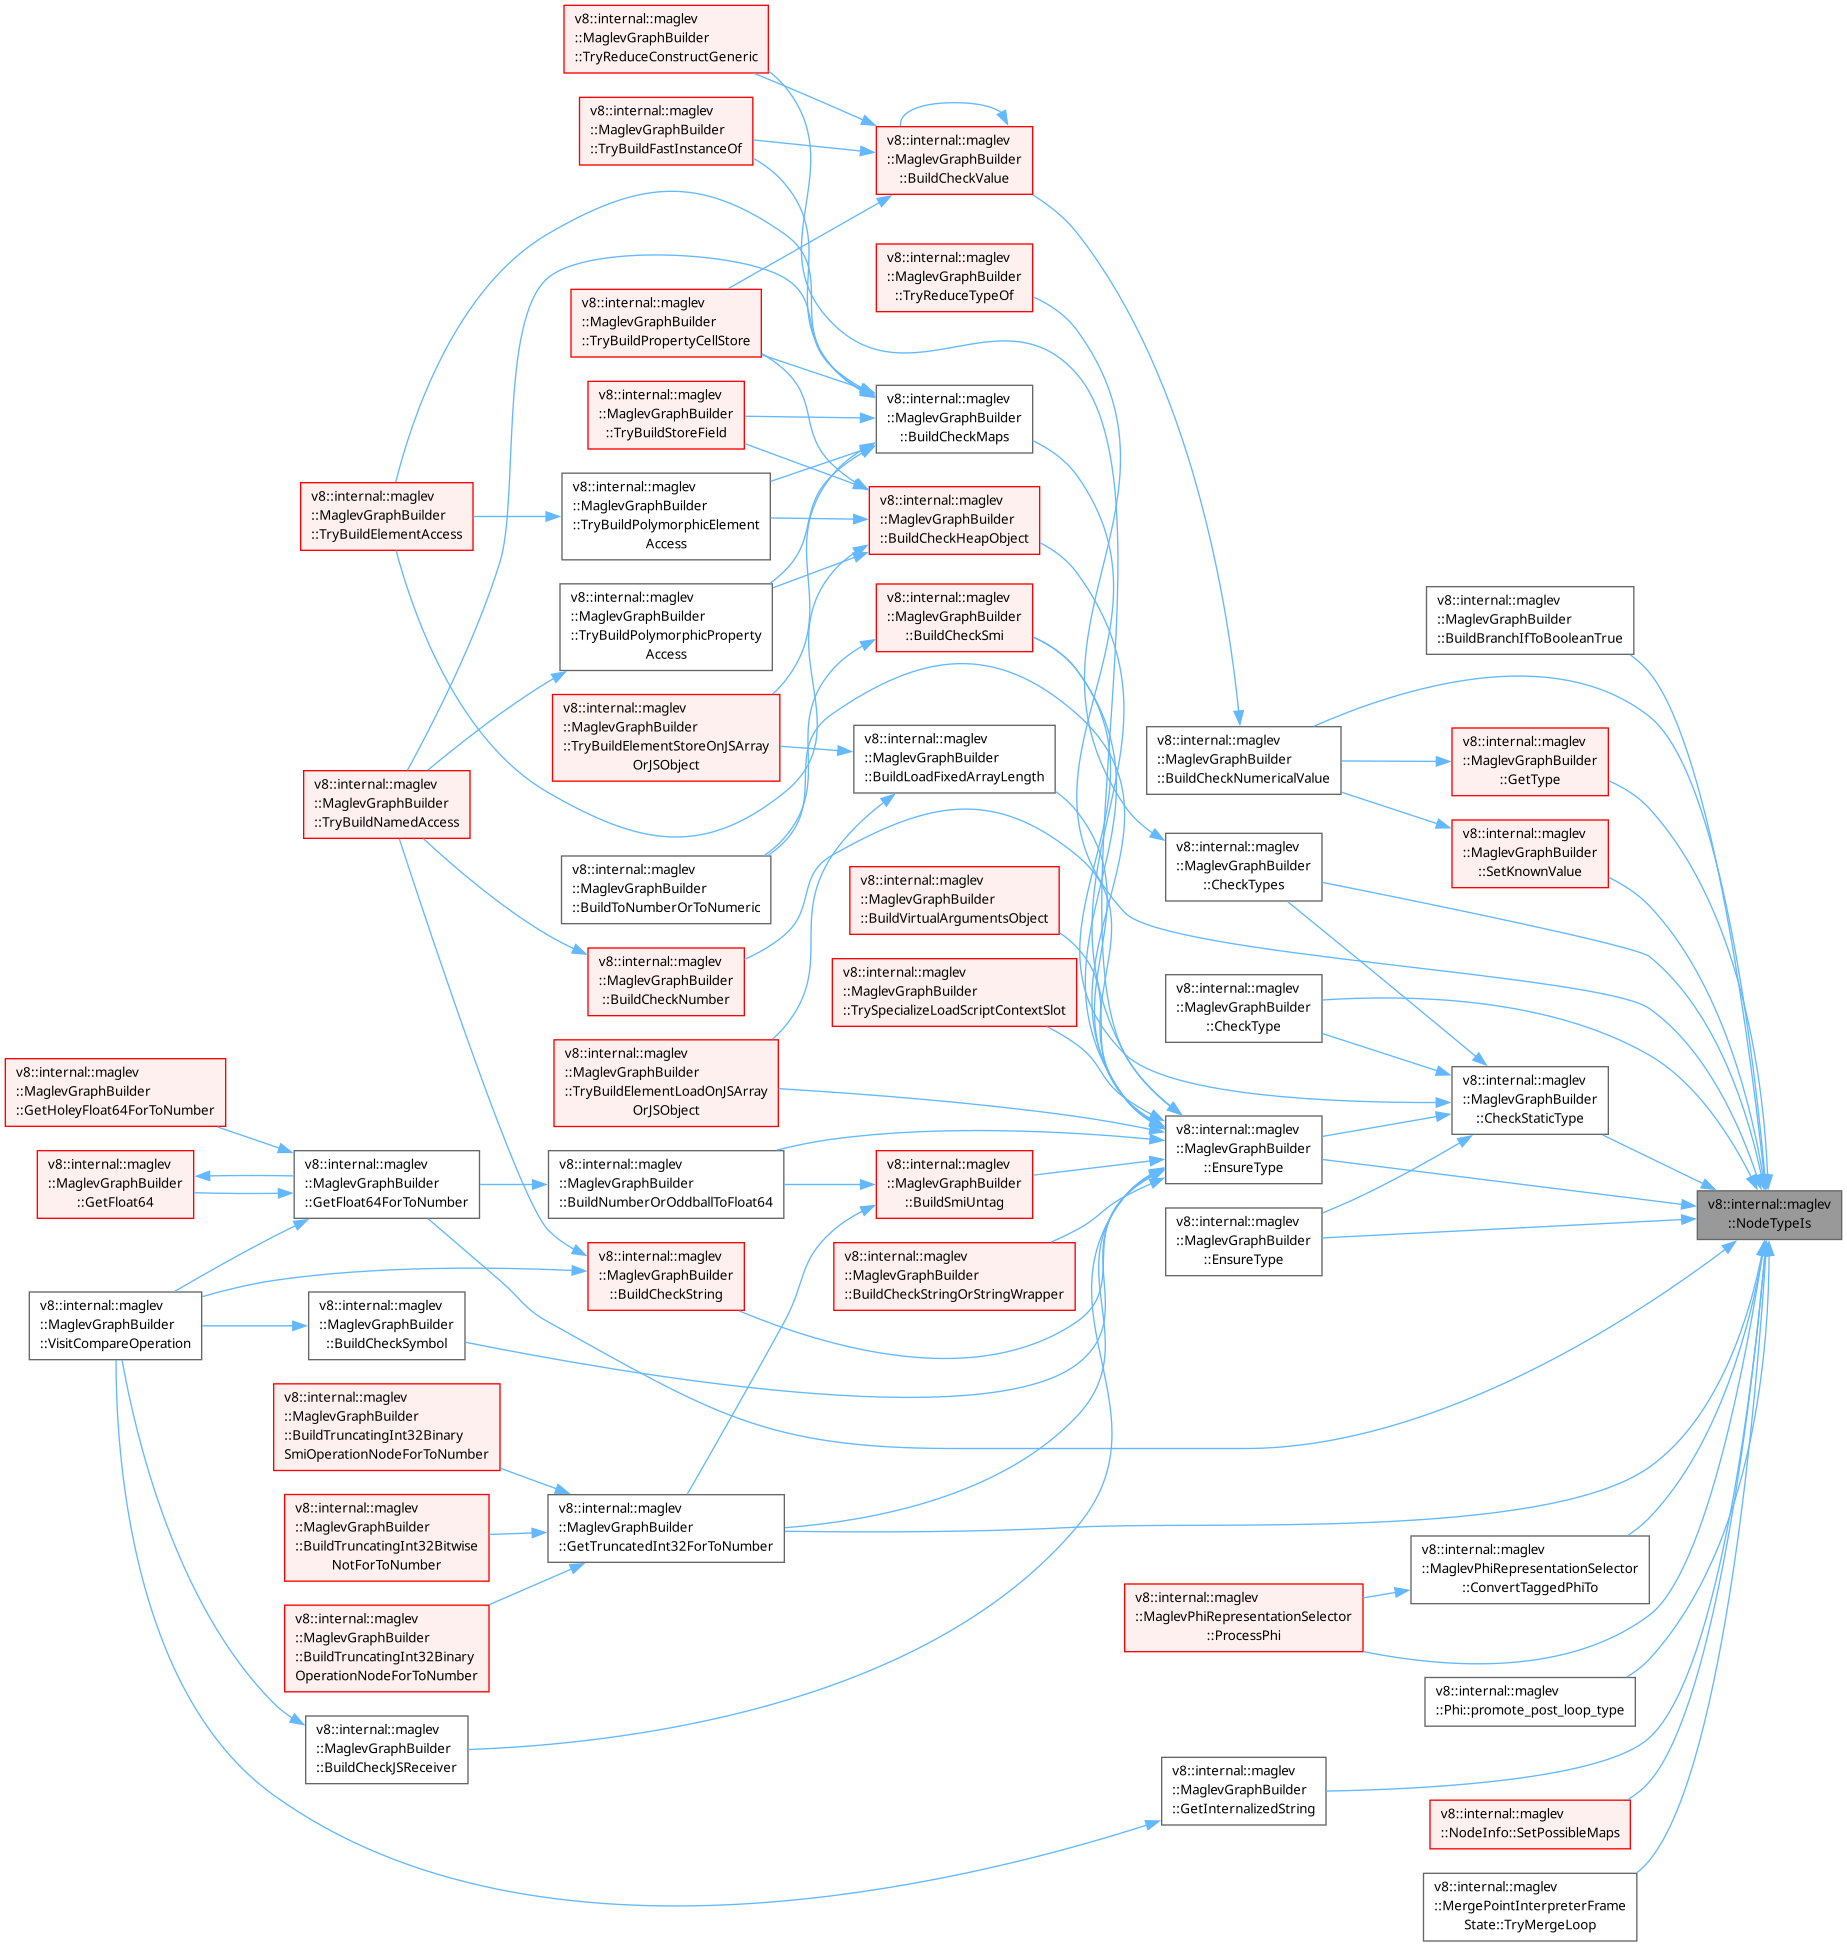 v8::internal::maglev
::MaglevGraphBuilder
::TryReduceConstructGeneric
v8::internal::maglev
::MaglevGraphBuilder
::TryBuildFastInstanceOf
v8::internal::maglev
::MaglevGraphBuilder
::BuildCheckValue
v8::internal::maglev
::MaglevGraphBuilder
::TryReduceTypeOf
v8::internal::maglev
::MaglevGraphBuilder
::TryBuildPropertyCellStore
v8::internal::maglev
::MaglevGraphBuilder
::TryBuildStoreField
v8::internal::maglev
::MaglevGraphBuilder
::BuildCheckMaps
v8::internal::maglev
::MaglevGraphBuilder
::TryBuildElementAccess
v8::internal::maglev
::MaglevGraphBuilder
::TryBuildPolymorphicElement
Access
v8::internal::maglev
::MaglevGraphBuilder
::BuildCheckHeapObject
v8::internal::maglev
::MaglevGraphBuilder
::TryBuildPolymorphicProperty
Access
v8::internal::maglev
::MaglevGraphBuilder
::BuildCheckSmi
v8::internal::maglev
::MaglevGraphBuilder
::BuildBranchIfToBooleanTrue
v8::internal::maglev
::MaglevGraphBuilder
::TryBuildElementStoreOnJSArray
OrJSObject
v8::internal::maglev
::MaglevGraphBuilder
::BuildLoadFixedArrayLength
v8::internal::maglev
::MaglevGraphBuilder
::BuildCheckNumericalValue
v8::internal::maglev
::MaglevGraphBuilder
::GetType
v8::internal::maglev
::MaglevGraphBuilder
::TryBuildNamedAccess
v8::internal::maglev
::MaglevGraphBuilder
::BuildToNumberOrToNumeric
v8::internal::maglev
::MaglevGraphBuilder
::BuildVirtualArgumentsObject
v8::internal::maglev
::MaglevGraphBuilder
::CheckTypes
v8::internal::maglev
::MaglevGraphBuilder
::SetKnownValue
v8::internal::maglev
::MaglevGraphBuilder
::BuildCheckNumber
v8::internal::maglev
::MaglevGraphBuilder
::TrySpecializeLoadScriptContextSlot
v8::internal::maglev
::MaglevGraphBuilder
::CheckType
v8::internal::maglev
::MaglevGraphBuilder
::GetHoleyFloat64ForToNumber
v8::internal::maglev
::MaglevGraphBuilder
::TryBuildElementLoadOnJSArray
OrJSObject
v8::internal::maglev
::MaglevGraphBuilder
::CheckStaticType
v8::internal::maglev
::MaglevGraphBuilder
::GetFloat64
v8::internal::maglev
::MaglevGraphBuilder
::GetFloat64ForToNumber
v8::internal::maglev
::MaglevGraphBuilder
::BuildNumberOrOddballToFloat64
v8::internal::maglev
::MaglevGraphBuilder
::BuildSmiUntag
v8::internal::maglev
::MaglevGraphBuilder
::EnsureType
v8::internal::maglev
::NodeTypeIs
v8::internal::maglev
::MaglevGraphBuilder
::EnsureType
v8::internal::maglev
::MaglevGraphBuilder
::BuildCheckString
v8::internal::maglev
::MaglevGraphBuilder
::BuildCheckStringOrStringWrapper
v8::internal::maglev
::MaglevGraphBuilder
::VisitCompareOperation
v8::internal::maglev
::MaglevGraphBuilder
::BuildCheckSymbol
v8::internal::maglev
::MaglevGraphBuilder
::BuildTruncatingInt32Binary
SmiOperationNodeForToNumber
v8::internal::maglev
::MaglevGraphBuilder
::BuildTruncatingInt32Bitwise
NotForToNumber
v8::internal::maglev
::MaglevGraphBuilder
::GetTruncatedInt32ForToNumber
v8::internal::maglev
::MaglevPhiRepresentationSelector
::ConvertTaggedPhiTo
v8::internal::maglev
::MaglevPhiRepresentationSelector
::ProcessPhi
v8::internal::maglev
::MaglevGraphBuilder
::BuildTruncatingInt32Binary
OperationNodeForToNumber
v8::internal::maglev
::Phi::promote_post_loop_type
v8::internal::maglev
::MaglevGraphBuilder
::BuildCheckJSReceiver
v8::internal::maglev
::MaglevGraphBuilder
::GetInternalizedString
v8::internal::maglev
::NodeInfo::SetPossibleMaps
v8::internal::maglev
::MergePointInterpreterFrame
State::TryMergeLoop